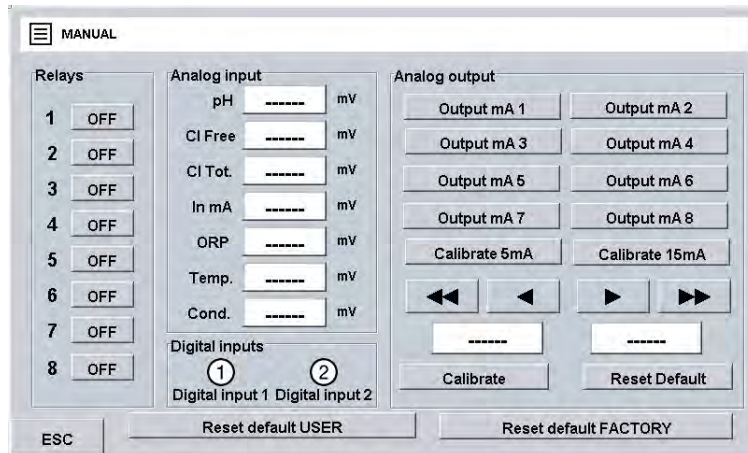 MANUAL
Relays
1 OFF
2 OFF
3 OFF
4 OFF
5 OFF
6 OFF
7 OFF
8 OFF
Analog input
pH ------ mV
Cl Free ------ mV
Cl Tot. ------ mV
In mA ------ mV
ORP ------ mV
Temp. ------ mV
Cond. ------ mV
Digital inputs
1 2
Digital input 1 Digital input 2
Analog output
Output mA 1 Output mA 2
Output mA 3 Output mA 4
Output mA 5 Output mA 6
Output mA 7 Output mA 8
Calibrate 5mA Calibrate 15mA
------ ------
Calibrate Reset Default
ESC Reset default USER Reset default FACTORY